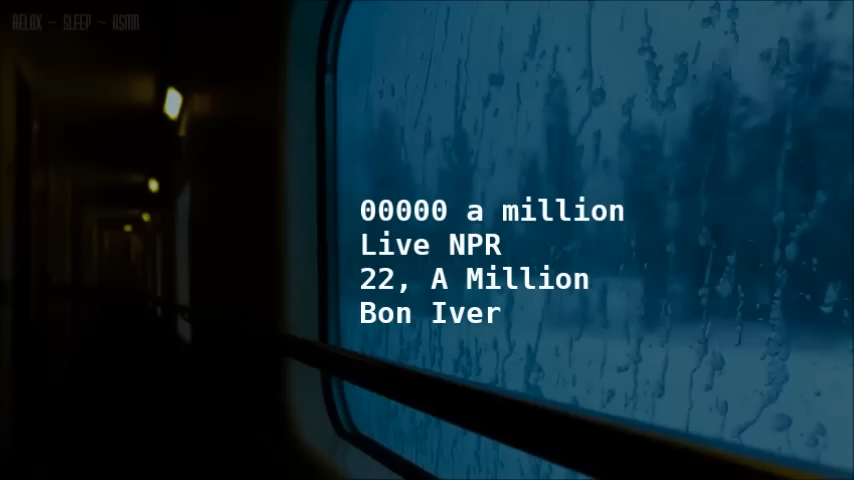 RELAX ~ SLEEP ~ ASMR
00000 a million
Live NPR
22, A Million
Bon Iver